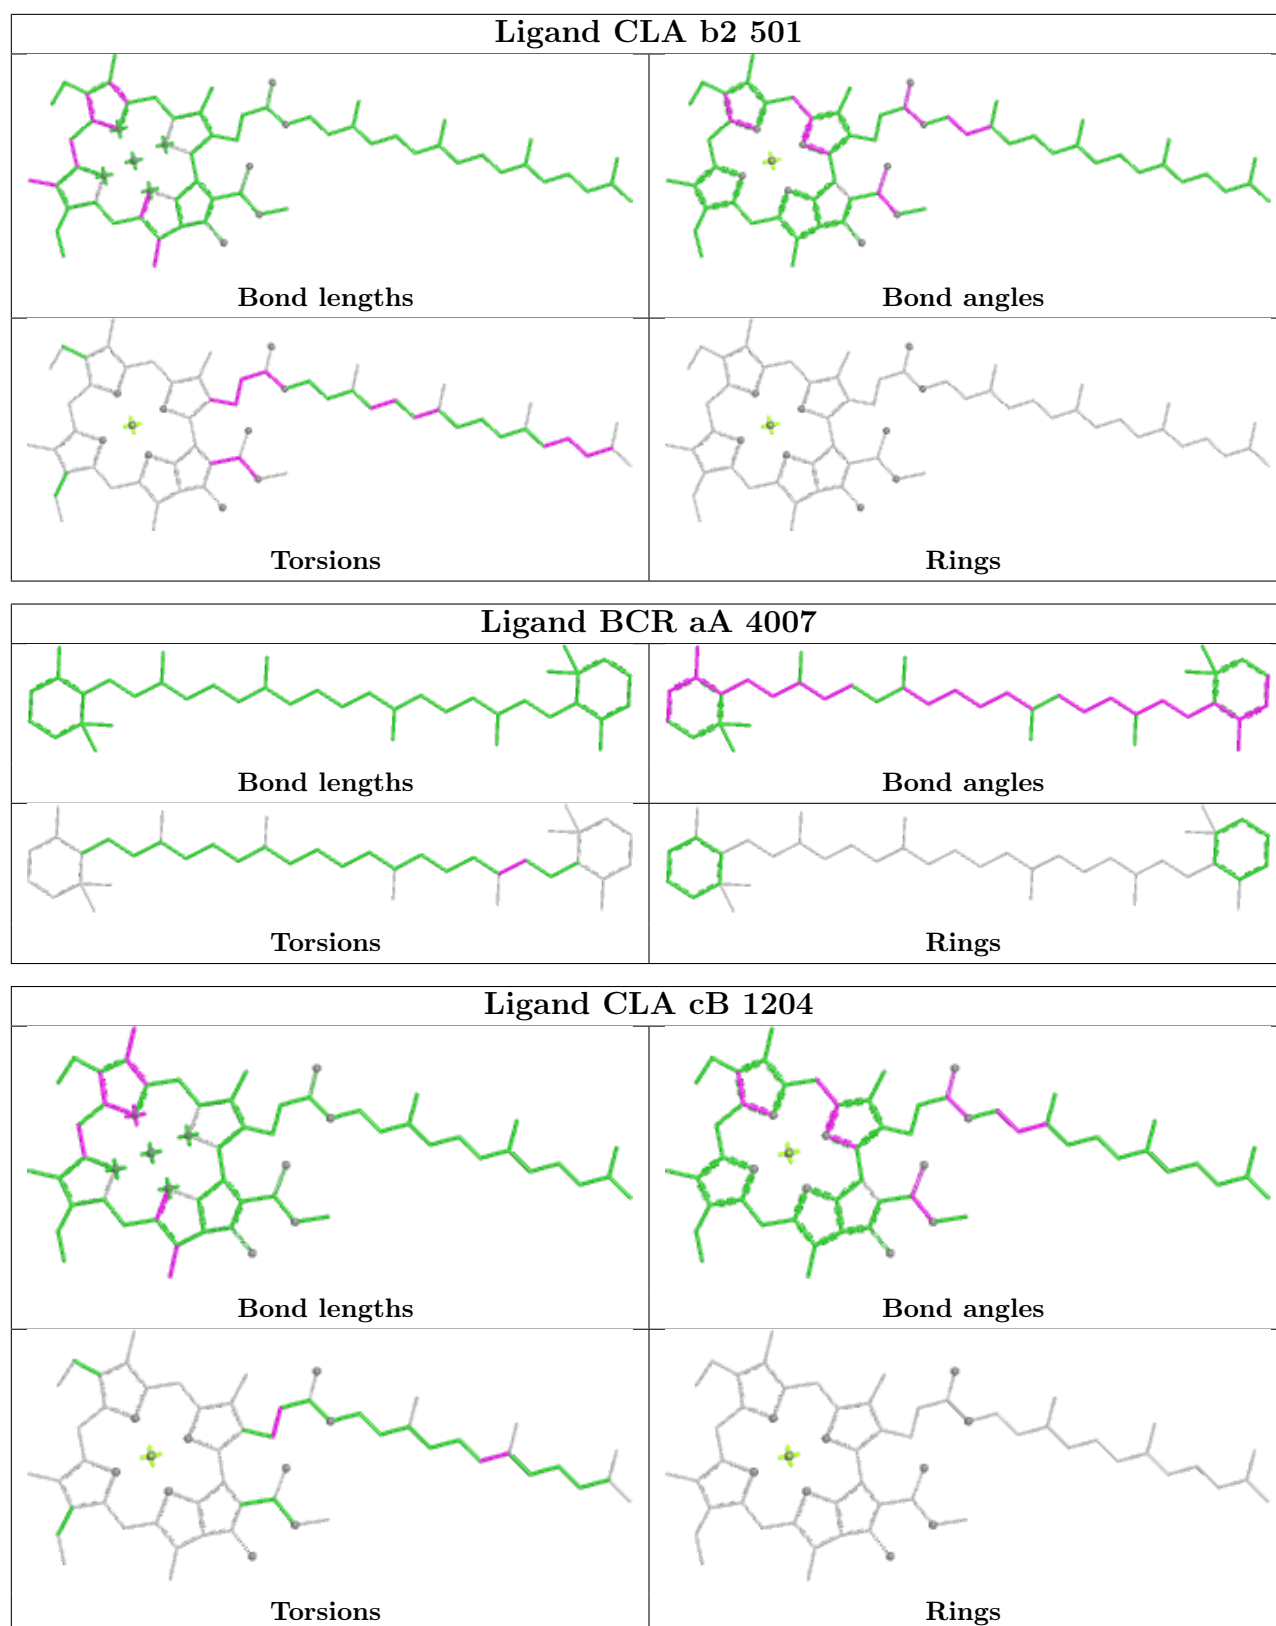 Ligand CLA b2 501
Bond lengths
Bond angles
Torsions
Rings
Ligand BCR aA 4007
Bond lengths
Bond angles
Torsions
Rings
Ligand CLA cB 1204
Bond lengths
Bond angles
Torsions
Rings